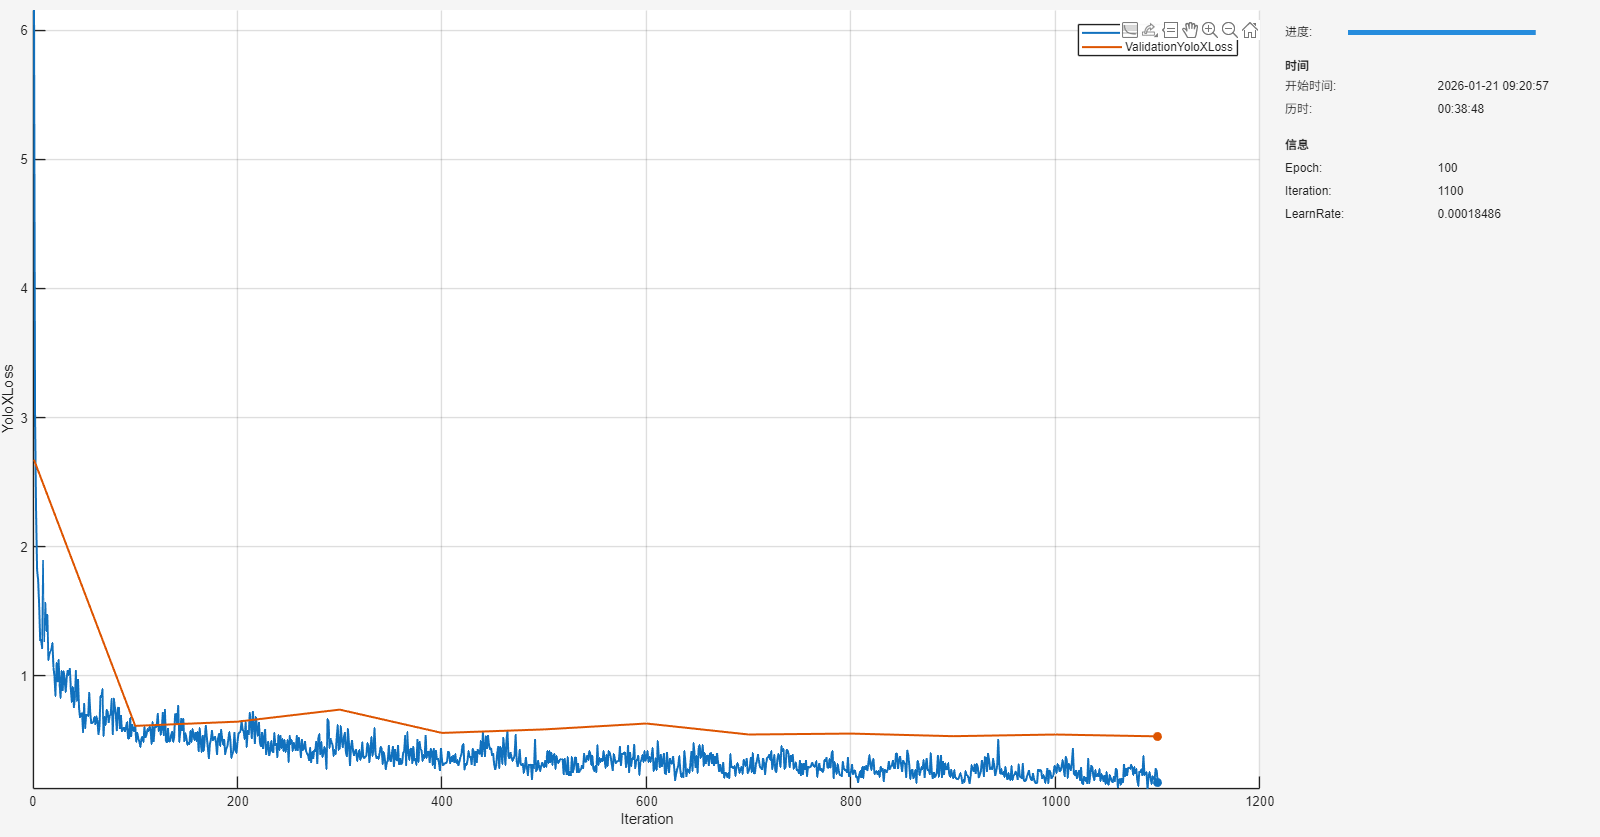 6
5
4
3
2
1
YoloXLoss
0
200
400
600
800
1000
1200
Iteration
ValidationYoloXLoss
进度:
时间
开始时间: 2026-01-21 09:20:57
历时: 00:38:48
信息
Epoch: 100
Iteration: 1100
LearnRate: 0.00018486